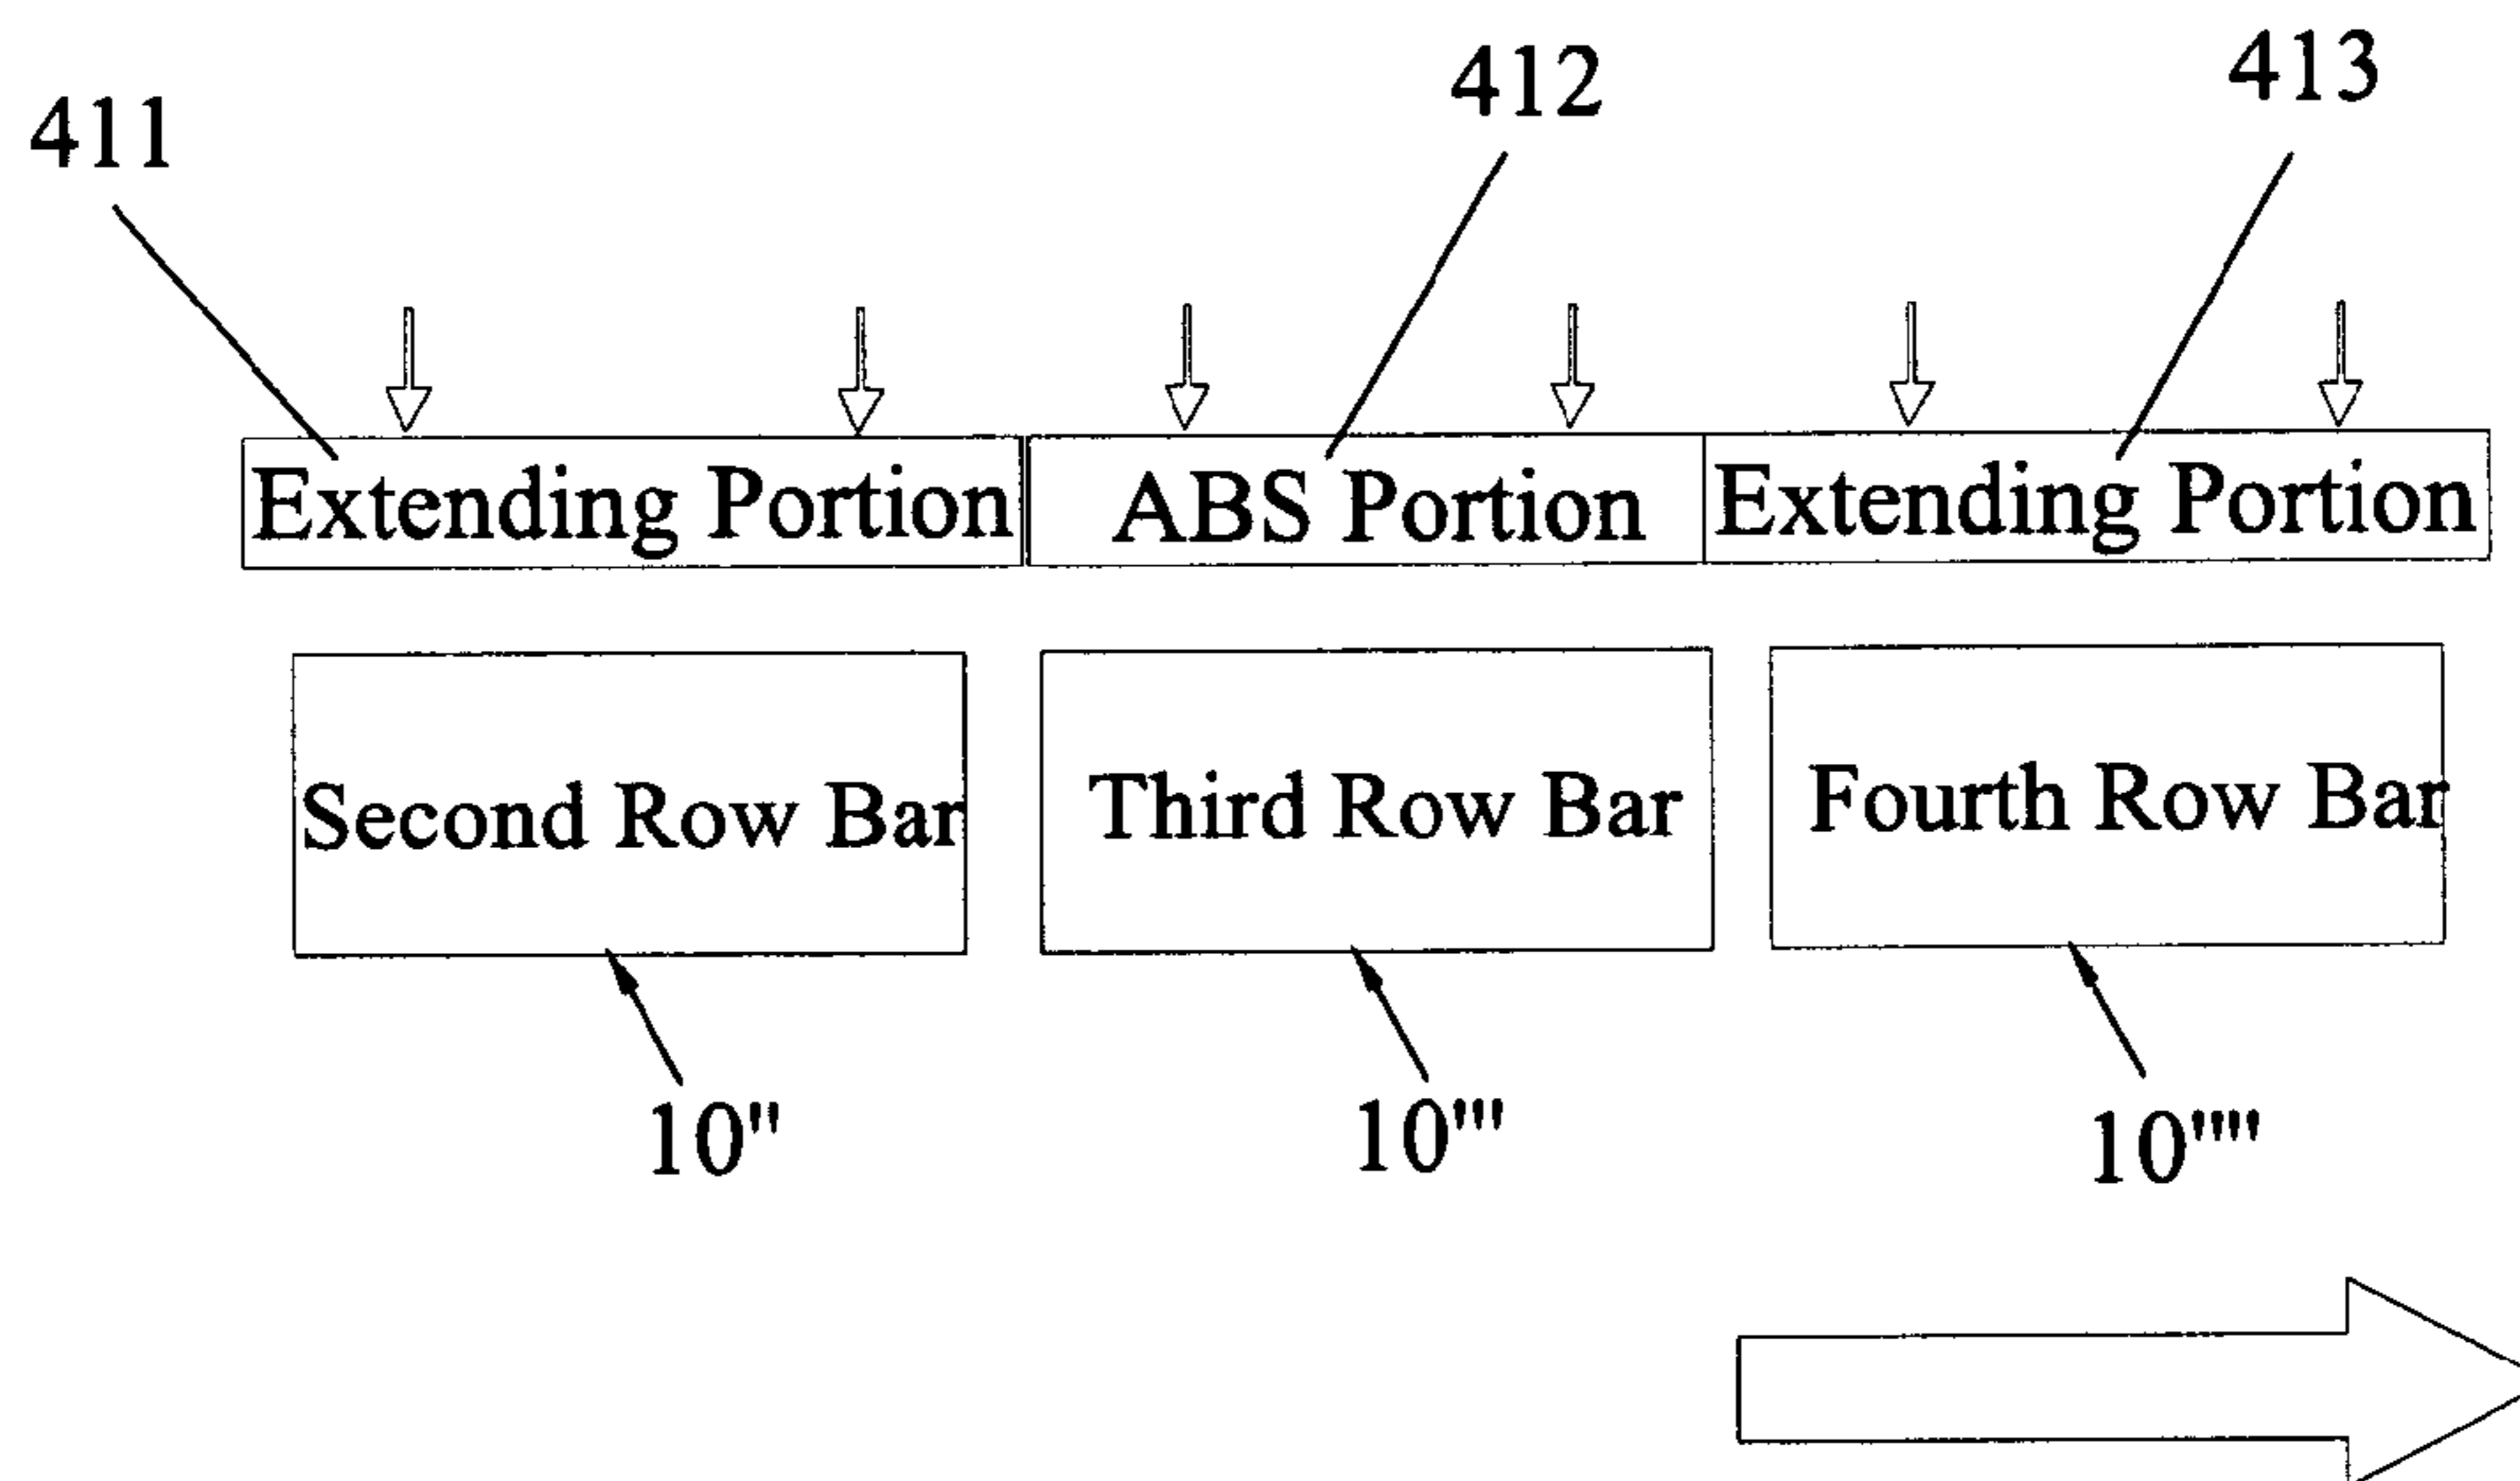 411
412
413
Extending Portion
ABS Portion
Extending Portion
Second Row Bar
Third Row Bar
Fourth Row Bar
10"
10'''
10""